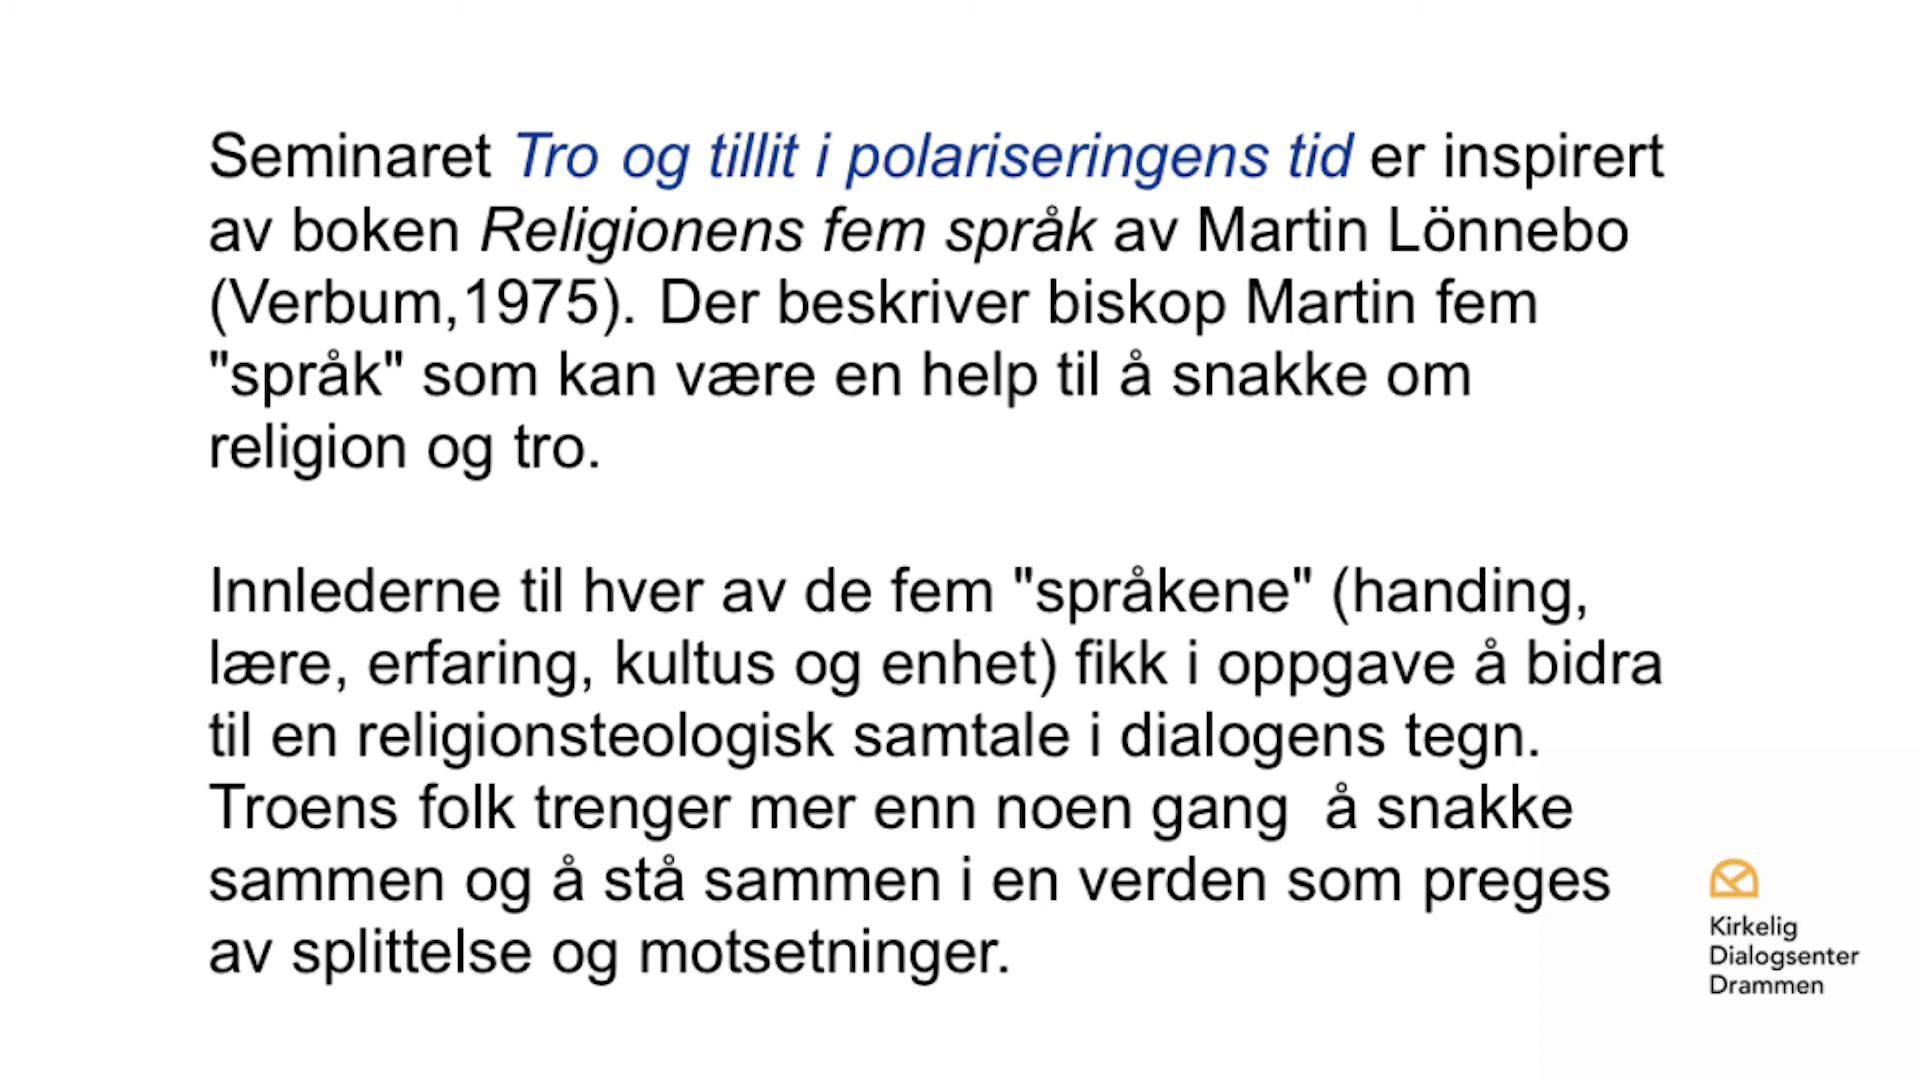 Seminaret Tro og tillit i polariseringens tid er inspirert
av boken Religionens fem språk av Martin Lönnebo
(Verbum,1975). Der beskriver biskop Martin fem
"språk" som kan være en help til å snakke om
religion og tro.
Innlederne til hver av de fem "språkene" (handing,
lære, erfaring, kultus og enhet) fikk i oppgave å bidra
til en religionsteologisk samtale i dialogens tegn.
Troens folk trenger mer enn noen gang  å snakke
sammen og å stå sammen i en verden som preges
av splittelse og motsetninger.
Kirkelig
Dialogsenter
Drammen